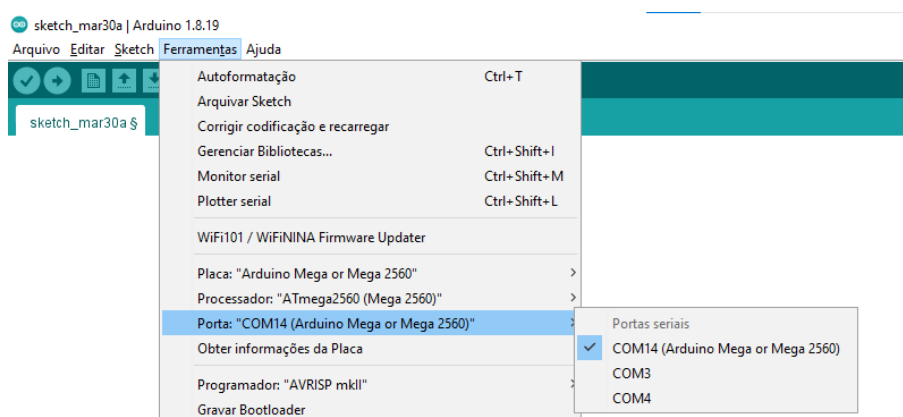 sketch_mar30a | Arduino 1.8.19
Arquivo Editar Sketch Ferramentas Ajuda
sketch_mar30a §
Autoformatação Ctrl+T
Arquivar Sketch
Corrigir codificação e recarregar
Gerenciar Bibliotecas... Ctrl+Shift+I
Monitor serial Ctrl+Shift+M
Plotter serial Ctrl+Shift+L
WiFi101 / WiFiNINA Firmware Updater
Placa: "Arduino Mega or Mega 2560"
Processador: "ATmega2560 (Mega 2560)"
Porta: "COM14 (Arduino Mega or Mega 2560)"
Obter informações da Placa
Programador: "AVRISP mkII"
Gravar Bootloader
Portas seriais
COM14 (Arduino Mega or Mega 2560)
COM3
COM4